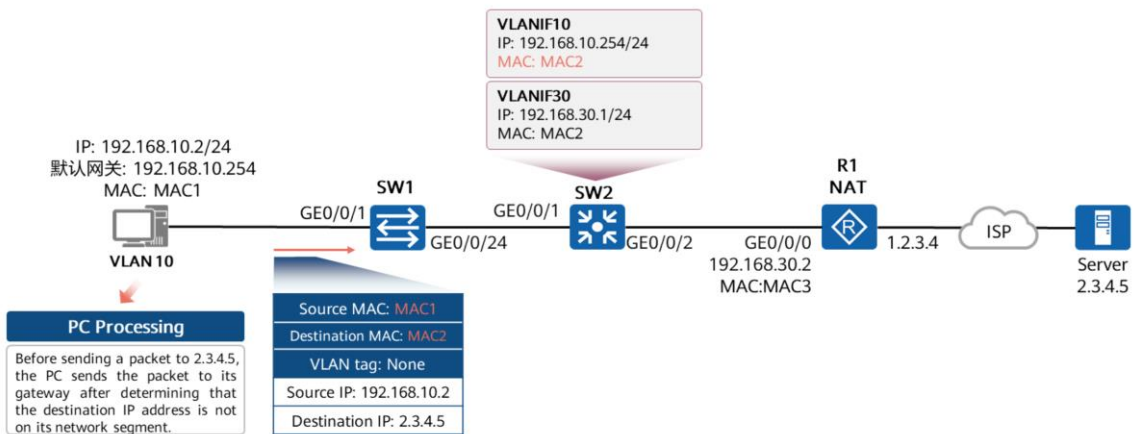 VLANIF10
IP: 192.168.10.254/24
MAC: MAC2
VLANIF30
IP: 192.168.30.1/24
MAC: MAC2
IP: 192.168.10.2/24
默认网关: 192.168.10.254
MAC: MAC1
VLAN 10
GE0/0/1
SW1
GE0/0/24
GE0/0/1
SW2
GE0/0/2
R1
NAT
GE0/0/0
192.168.30.2
MAC:MAC3
1.2.3.4
ISP
Server
2.3.4.5
PC Processing
Before sending a packet to 2.3.4.5,
the PC sends the packet to its
gateway after determining that
the destination IP address is not
on its network segment.
Source MAC: MAC1
Destination MAC: MAC2
VLAN tag: None
Source IP: 192.168.10.2
Destination IP: 2.3.4.5
R